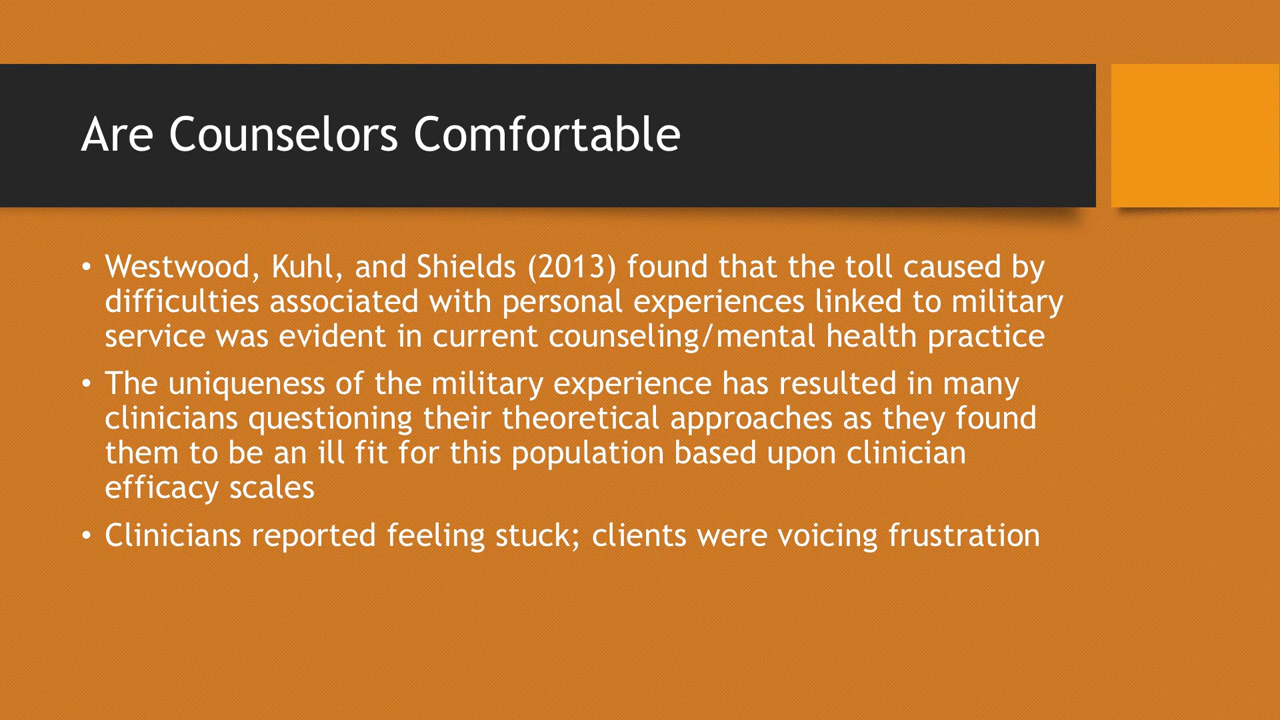 Are Counselors Comfortable
• Westwood, Kuhl, and Shields (2013) found that the toll caused by
difficulties associated with personal experiences linked to military
service was evident in current counseling/mental health practice
• The uniqueness of the military experience has resulted in many
clinicians questioning their theoretical approaches as they found
them to be an ill fit for this population based upon clinician
efficacy scales
• Clinicians reported feeling stuck; clients were voicing frustration